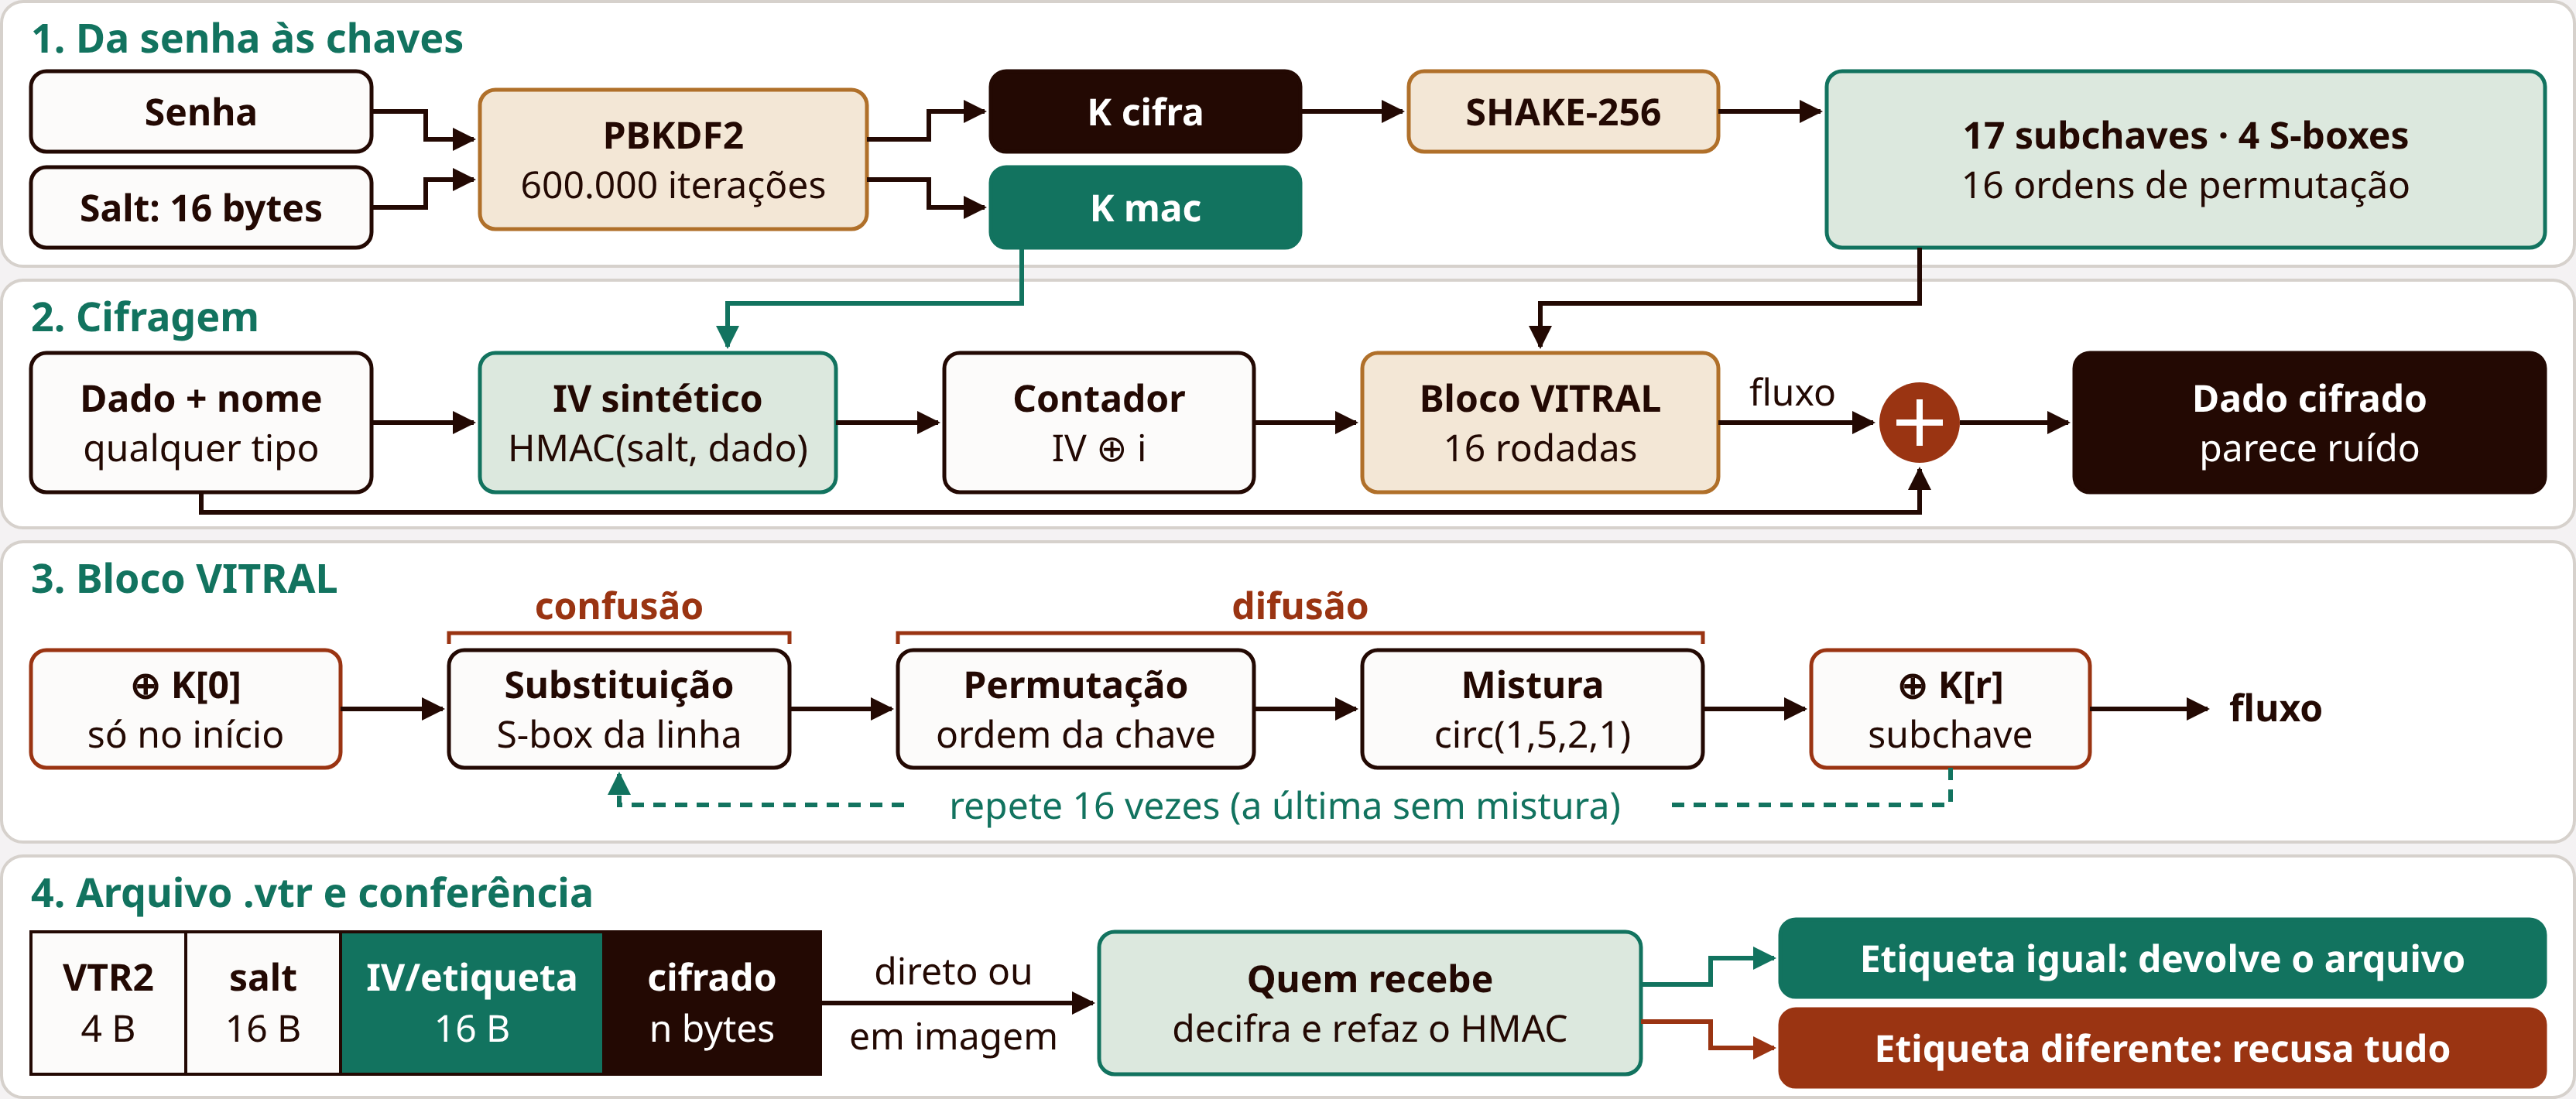 1. Da senha às chaves
Senha
Salt: 16 bytes
PBKDF2
600.000 iterações
K cifra
K mac
SHAKE-256
17 subchaves · 4 S-boxes
16 ordens de permutação
2. Cifragem
Dado + nome
qualquer tipo
IV sintético
HMAC(salt, dado)
Contador
IV ⊕ i
Bloco VITRAL
16 rodadas
fluxo
Dado cifrado
parece ruído
3. Bloco VITRAL
confusão
difusão
⊕ K[0]
só no início
Substituição
S-box da linha
Permutação
ordem da chave
Mistura
circ(1,5,2,1)
⊕ K[r]
subchave
fluxo
repete 16 vezes (a última sem mistura)
4. Arquivo .vtr e conferência
VTR2
4 B
salt
16 B
IV/etiqueta
16 B
cifrado
n bytes
direto ou
em imagem
Quem recebe
decifra e refaz o HMAC
Etiqueta igual: devolve o arquivo
Etiqueta diferente: recusa tudo